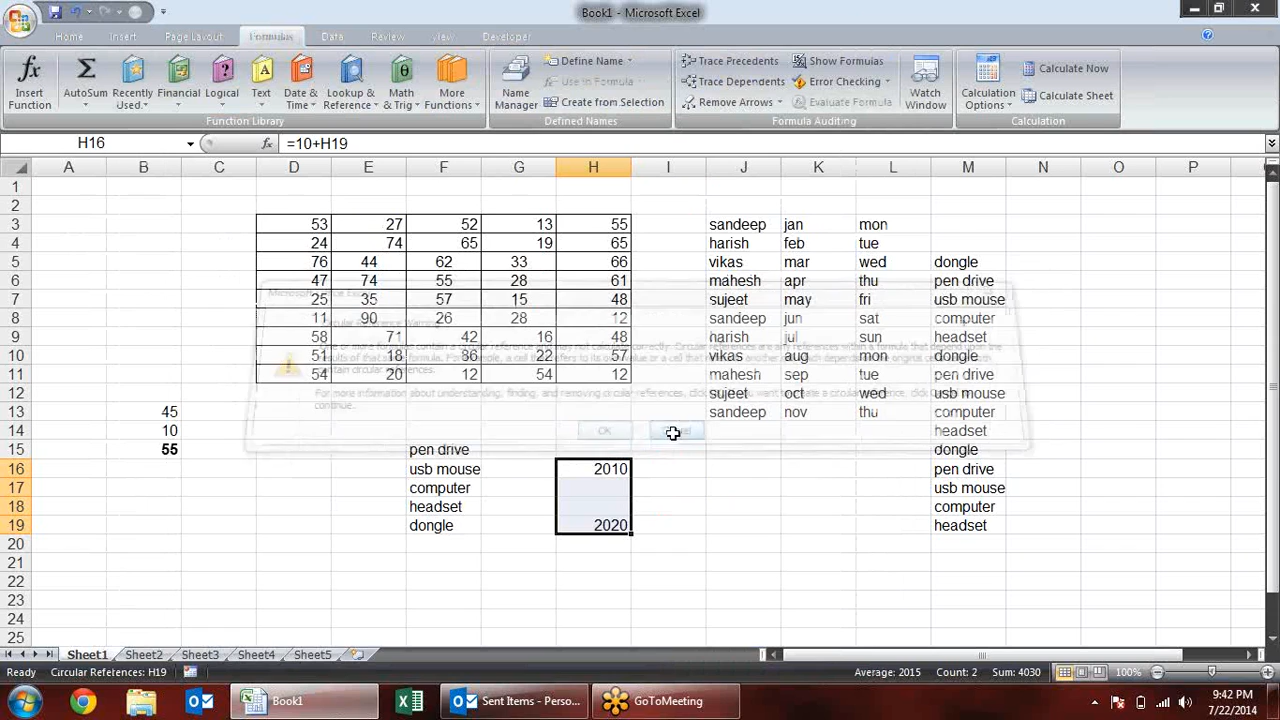 Book1 - Microsoft Excel
Home Insert Page Layout Formulas Data Review View Developer
fx Insert Function
Σ AutoSum
Recently Used
Financial
Logical
Text
Date & Time
Lookup & Reference
Math & Trig
More Functions
Function Library
Name Manager
Define Name
Use in Formula
Create from Selection
Defined Names
Trace Precedents
Trace Dependents
Remove Arrows
Show Formulas
Error Checking
Evaluate Formula
Formula Auditing
Watch Window
Calculation Options
Calculate Now
Calculate Sheet
Calculation
H16 fx =10+H19
A B C D E F G H I J K L M N O P
1
2
3 53 27 52 13 55 sandeep jan mon
4 24 74 65 19 65 harish feb tue
5 76 44 62 33 66 vikas mar wed dongle
6 47 74 55 28 61 mahesh apr thu pen drive
7 25 35 57 15 48 sujeet may fri usb mouse
8 11 90 26 28 12 sandeep jun sat computer
9 58 71 42 16 48 harish jul sun headset
10 51 18 86 22 57 vikas aug mon dongle
11 54 20 12 54 12 mahesh sep tue pen drive
12 sujeet oct wed usb mouse
13 45 sandeep nov thu computer
14 10 headset
15 55 pen drive dongle
16 usb mouse 2010 pen drive
17 computer usb mouse
18 headset computer
19 dongle 2020 headset
20
21
22
23
24
25
Circular Reference Warning
OK
Sheet1 Sheet2 Sheet3 Sheet4 Sheet5
Ready Circular References: H19 Average: 2015 Count: 2 Sum: 4030 100%
Book1
Sent Items - Perso...
GoToMeeting
9:42 PM
7/22/2014